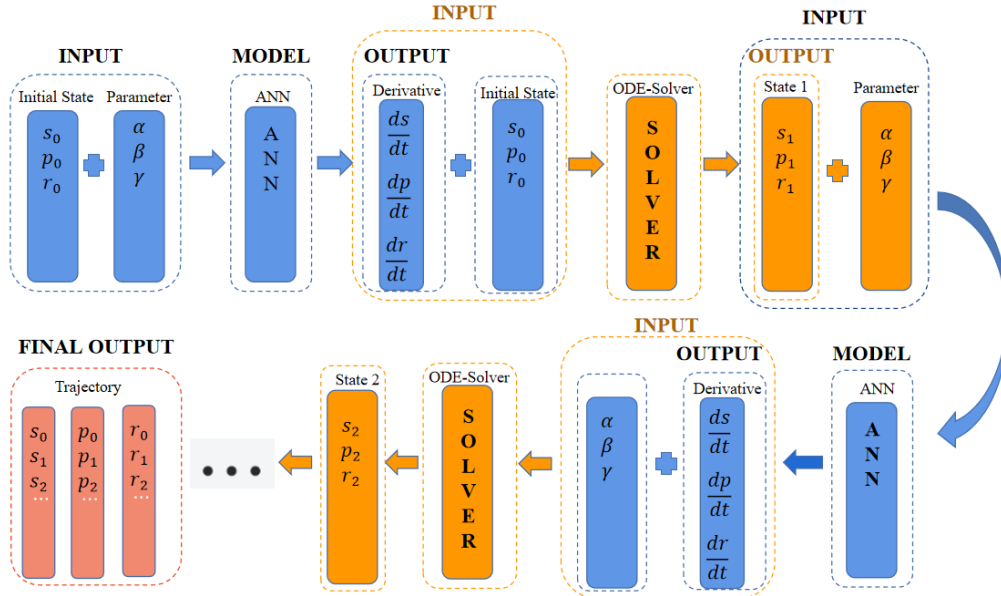 INPUT
INPUT
INPUT
MODEL
OUTPUT
OUTPUT
Initial State
Parameter
ANN
Derivative
Initial State
ODE-Solver
State 1
Parameter
s₀
p₀
r₀
α
β
γ
A
N
N
ds/dt
dp/dt
dr/dt
s₀
p₀
r₀
S
O
L
V
E
R
s₁
p₁
r₁
α
β
γ
FINAL OUTPUT
INPUT
OUTPUT
MODEL
Trajectory
State 2
ODE-Solver
Derivative
ANN
s₀
s₁
s₂
...
p₀
p₁
p₂
...
r₀
r₁
r₂
...
s₂
p₂
r₂
S
O
L
V
E
R
α
β
γ
ds/dt
dp/dt
dr/dt
A
N
N